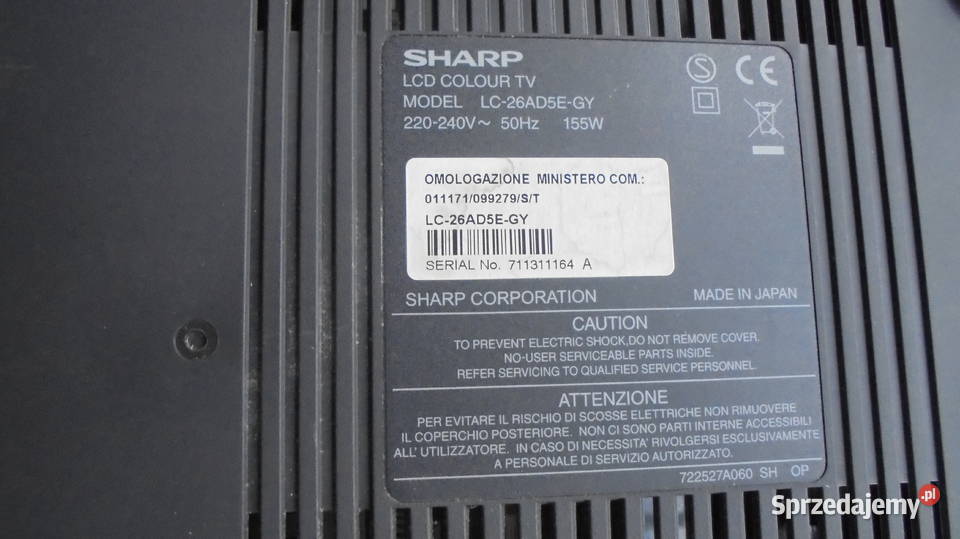 SHARP
LCD COLOUR TV
MODEL LC-26AD5E-GY
220-240V~ 50Hz 155W
S
CE
OMOLOGAZIONE MINISTERO COM.:
011171/099279/S/T
LC-26AD5E-GY
SERIAL No. 711311164 A
SHARP CORPORATION MADE IN JAPAN
CAUTION
TO PREVENT ELECTRIC SHOCK,DO NOT REMOVE COVER.
NO-USER SERVICEABLE PARTS INSIDE.
REFER SERVICING TO QUALIFIED SERVICE PERSONNEL.
ATTENZIONE
PER EVITARE IL RISCHIO DI SCOSSE ELETTRICHE NON RIMUOVERE
IL COPERCHIO POSTERIORE. NON CI SONO PARTI INTERNE ACCESSIBILI
ALL' UTILIZZATORE. IN CASO DI NECESSITA' RIVOLGERSI ESCLUSIVAMENTE
A PERSONALE DI SERVIZIO AUTORIZZATO.
722527A060 SH OP
Sprzedajemy.pl